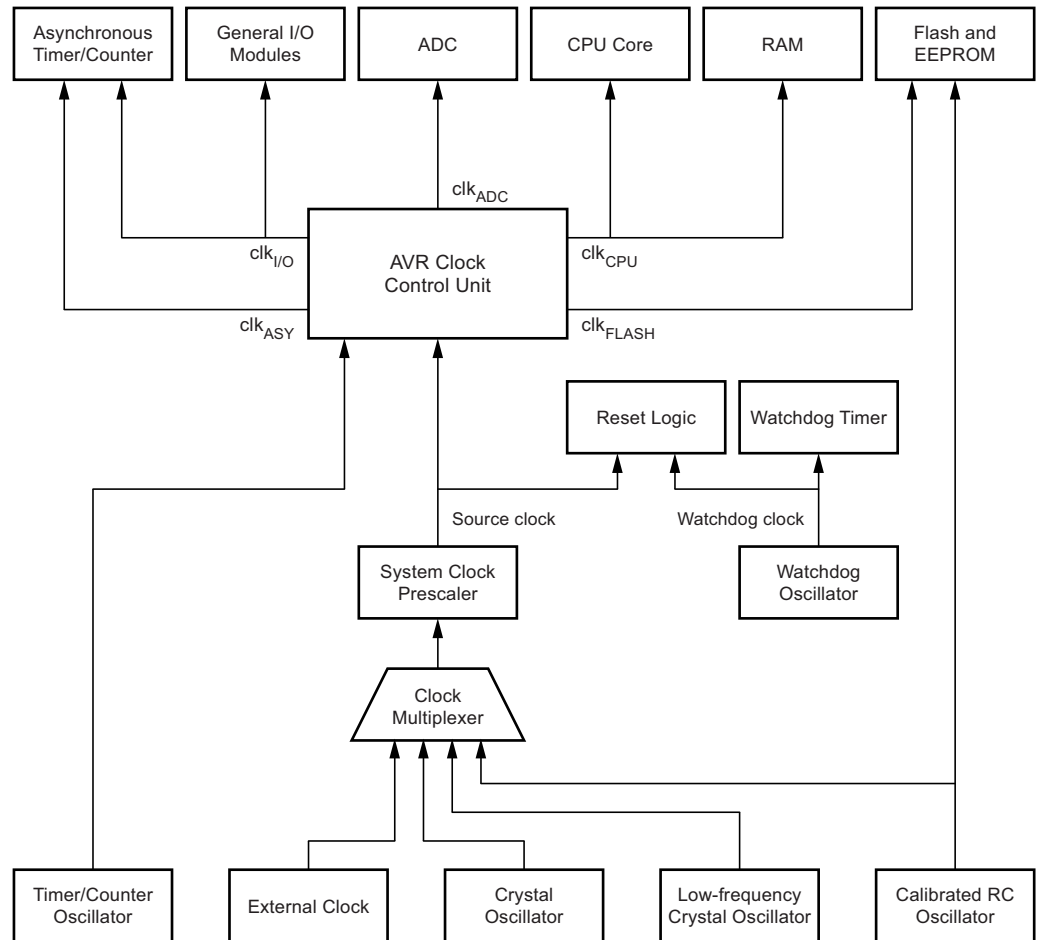 Asynchronous
Timer/Counter
General I/O
Modules
ADC
CPU Core
RAM
Flash and
EEPROM
clkADC
clkI/O
AVR Clock
Control Unit
clkCPU
clkASY
clkFLASH
Reset Logic
Watchdog Timer
Source clock
Watchdog clock
System Clock
Prescaler
Watchdog
Oscillator
Clock
Multiplexer
Timer/Counter
Oscillator
External Clock
Crystal
Oscillator
Low-frequency
Crystal Oscillator
Calibrated RC
Oscillator